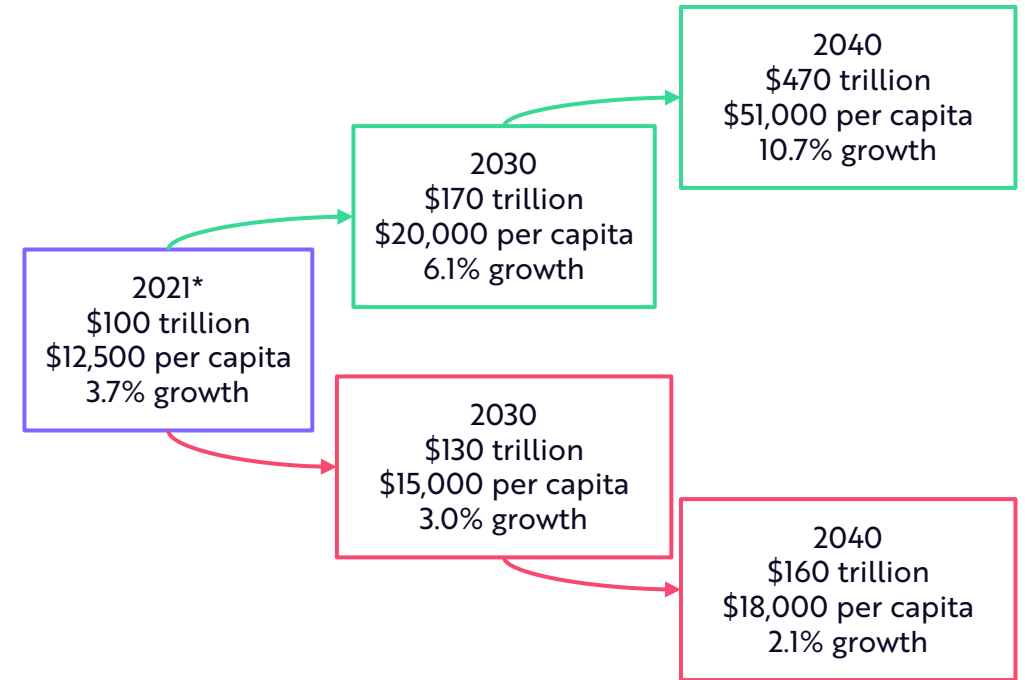 2021*
$100 trillion
$12,500 per capita
3.7% growth
2030
$170 trillion
$20,000 per capita
6.1% growth
2040
$470 trillion
$51,000 per capita
10.7% growth
2030
$130 trillion
$15,000 per capita
3.0% growth
2040
$160 trillion
$18,000 per capita
2.1% growth